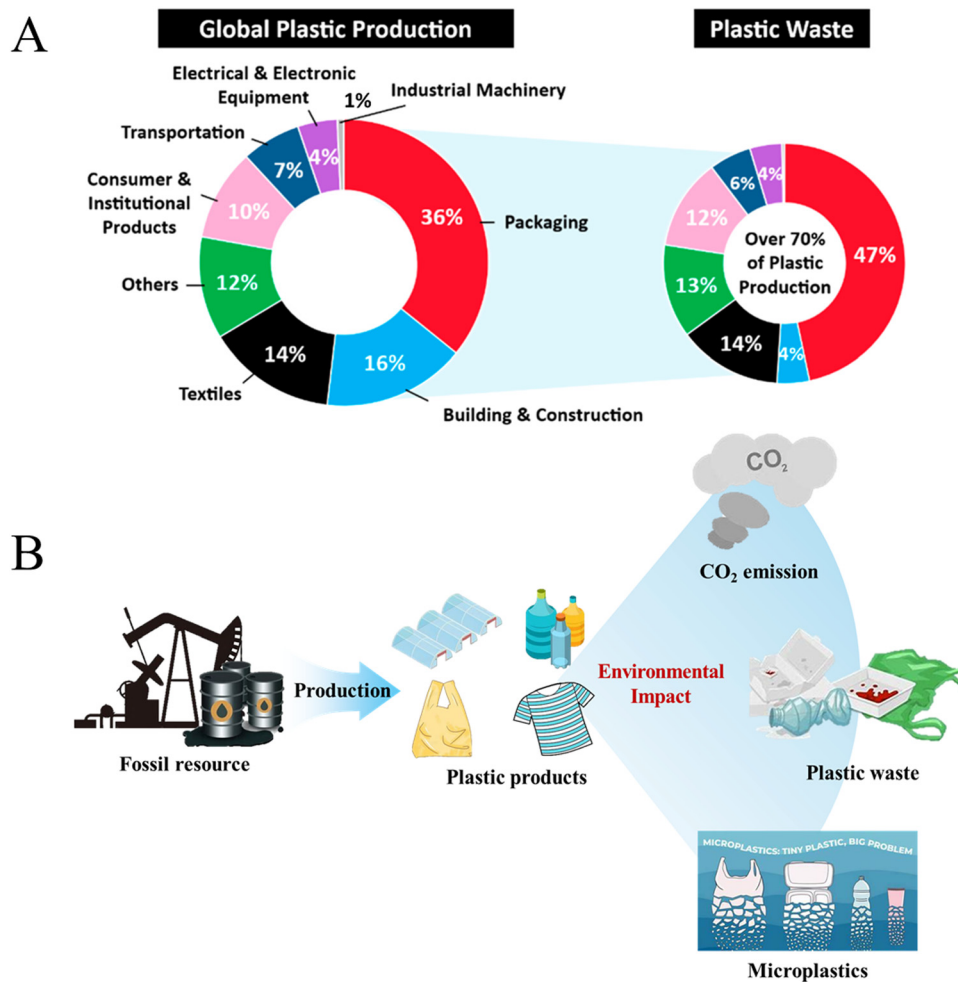 A
Global Plastic Production
Plastic Waste
Electrical & Electronic
Equipment
1%
Industrial Machinery
Transportation
7%
4%
Consumer &
Institutional
Products
10%
36%
Packaging
Others
12%
14%
Textiles
16%
Building & Construction
6%
4%
12%
Over 70%
of Plastic
Production
47%
13%
14%
4%
B
CO₂
CO₂ emission
Production
Environmental
Impact
Fossil resource
Plastic products
Plastic waste
MICROPLASTICS: TINY PLASTIC, BIG PROBLEM
Microplastics